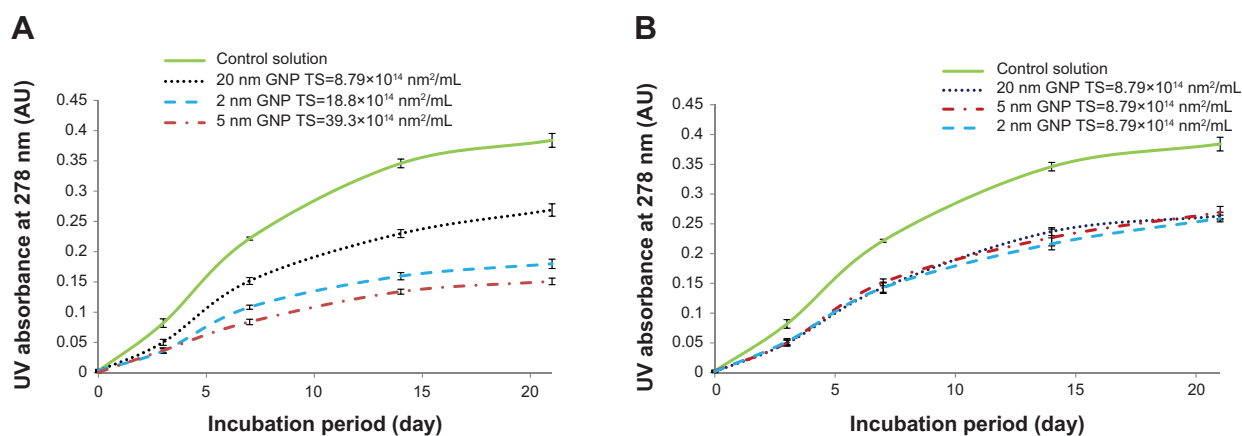 A
Control solution
20 nm GNP TS=8.79×10¹⁴ nm²/mL
2 nm GNP TS=18.8×10¹⁴ nm²/mL
5 nm GNP TS=39.3×10¹⁴ nm²/mL
UV absorbance at 278 nm (AU)
0.45
0.4
0.35
0.3
0.25
0.2
0.15
0.1
0.05
0
0 5 10 15 20
Incubation period (day)
B
Control solution
20 nm GNP TS=8.79×10¹⁴ nm²/mL
5 nm GNP TS=8.79×10¹⁴ nm²/mL
2 nm GNP TS=8.79×10¹⁴ nm²/mL
UV absorbance at 278 nm (AU)
0.45
0.4
0.35
0.3
0.25
0.2
0.15
0.1
0.05
0
0 5 10 15 20
Incubation period (day)